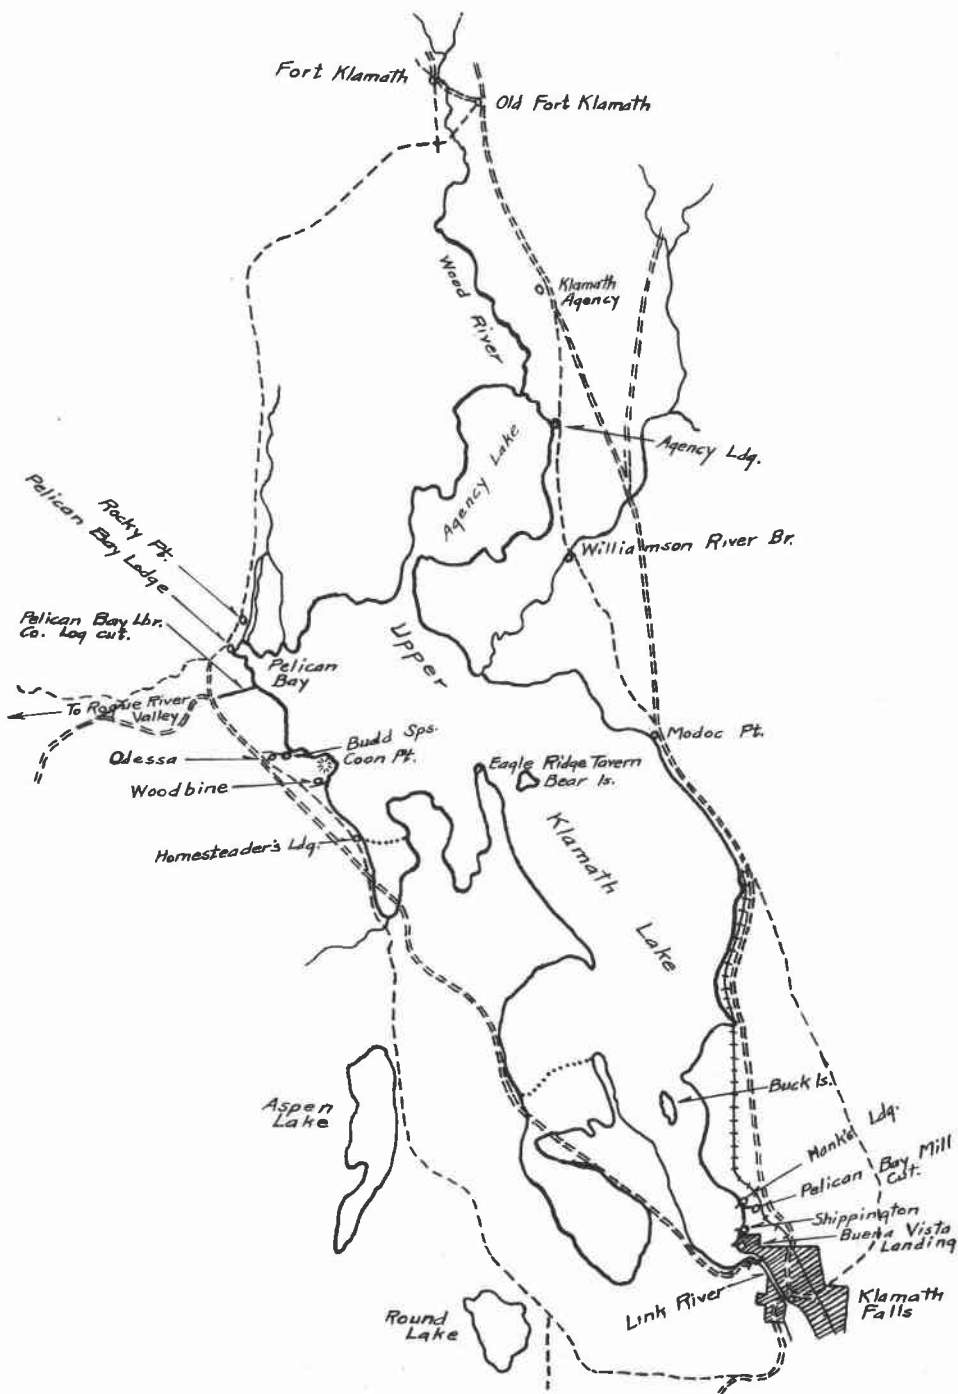 Fort Klamath
Old Fort Klamath
Wood River
Klamath
Agency
Agency Lake
Agency Ldg.
Rocky Pt.
Pelican Bay Lodge
Williamson River Br.
Pelican Bay Lbr.
Co. Log cut.
Upper
Pelican
Bay
To Rogue River
Valley
Modoc Pt.
Odessa
Budd Sps.
Coon Pt.
Woodbine
Eagle Ridge Tavern
Bear Is.
Klamath
Lake
Homesteader's Ldg.
Aspen
Lake
Buck Is.
Hank's Ldg.
Pelican Bay Mill
Cut.
Shippington
Buena Vista
Landing
Link River
Klamath
Falls
Round
Lake